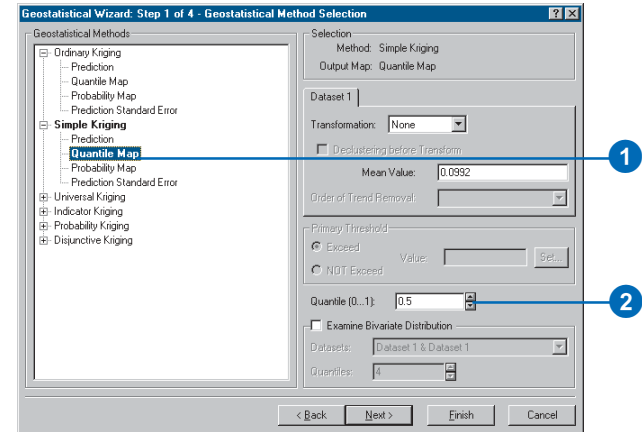 Geostatistical Wizard: Step 1 of 4 - Geostatistical Method Selection
Geostatistical Methods
Ordinary Kriging
Prediction
Quantile Map
Probability Map
Prediction Standard Error
Simple Kriging
Prediction
Quantile Map
Probability Map
Prediction Standard Error
Universal Kriging
Indicator Kriging
Probability Kriging
Disjunctive Kriging
Selection
Method: Simple Kriging
Output Map: Quantile Map
Dataset 1
Transformation: None
Declustering before Transform
Mean Value: 0.0992
Order of Trend Removal:
Primary Threshold
Exceed
NOT Exceed
Value: Set...
Quantile (0...1): 0.5
Examine Bivariate Distribution
Datasets: Dataset 1 & Dataset 1
Quantiles: 4
< Back Next > Finish Cancel
1
2